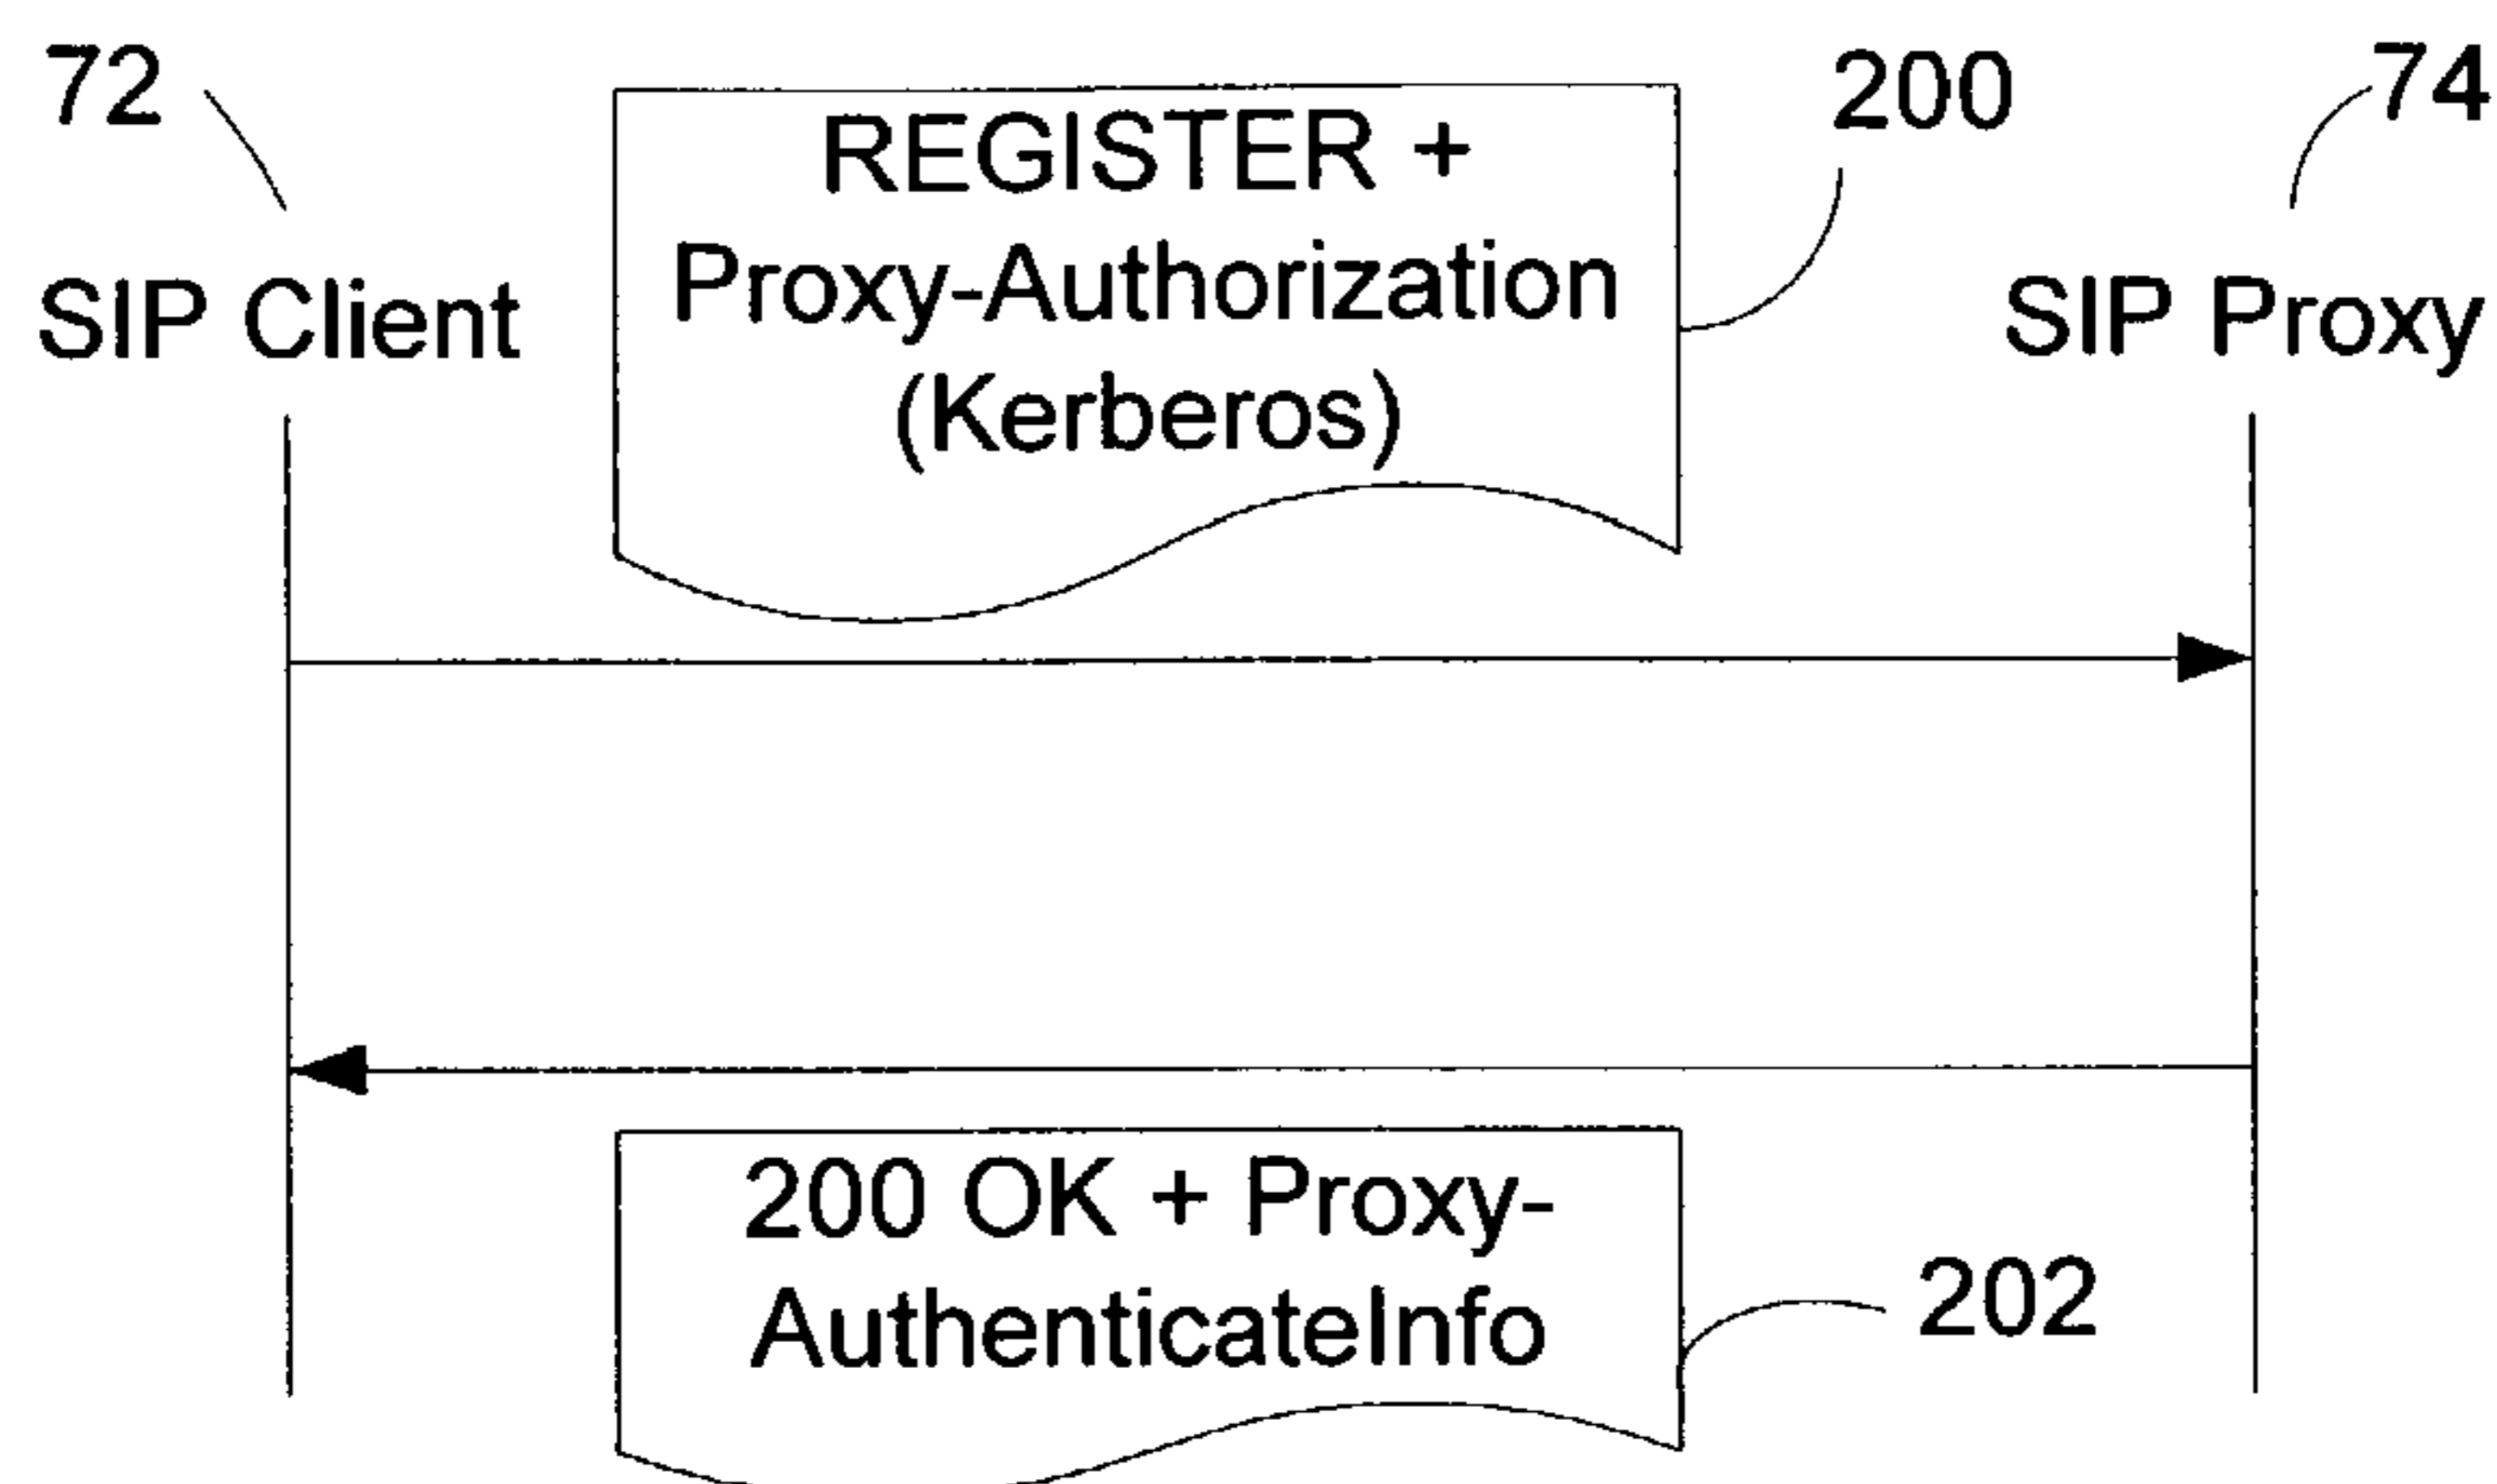 72
200
74
REGISTER +
Proxy-Authorization
(Kerberos)
SIP Client
SIP Proxy
200 OK + Proxy-
AuthenticateInfo
202